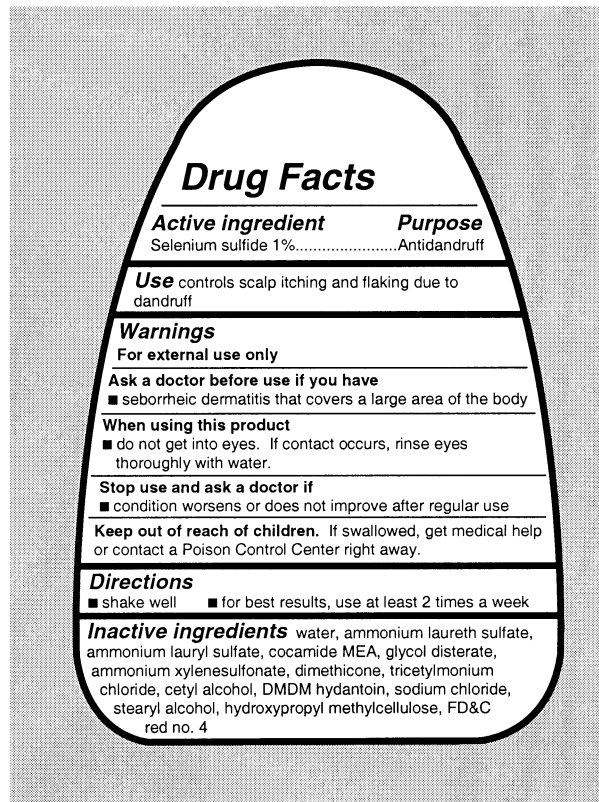 Drug Facts
Active ingredient Purpose
Selenium sulfide 1%.......................Antidandruff
Use controls scalp itching and flaking due to
dandruff
Warnings
For external use only
Ask a doctor before use if you have
■ seborrheic dermatitis that covers a large area of the body
When using this product
■ do not get into eyes. If contact occurs, rinse eyes
thoroughly with water.
Stop use and ask a doctor if
■ condition worsens or does not improve after regular use
Keep out of reach of children. If swallowed, get medical help
or contact a Poison Control Center right away.
Directions
■ shake well ■ for best results, use at least 2 times a week
Inactive ingredients water, ammonium laureth sulfate,
ammonium lauryl sulfate, cocamide MEA, glycol disterate,
ammonium xylenesulfonate, dimethicone, tricetylmonium
chloride, cetyl alcohol, DMDM hydantoin, sodium chloride,
stearyl alcohol, hydroxypropyl methylcellulose, FD&C
red no. 4